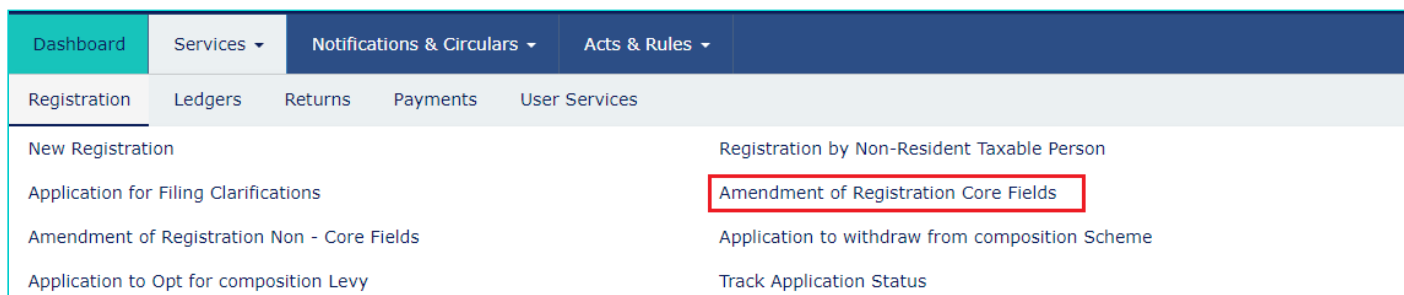 Dashboard Services Notifications & Circulars Acts & Rules
Registration Ledgers Returns Payments User Services
New Registration Registration by Non-Resident Taxable Person
Application for Filing Clarifications Amendment of Registration Core Fields
Amendment of Registration Non - Core Fields Application to withdraw from composition Scheme
Application to Opt for composition Levy Track Application Status